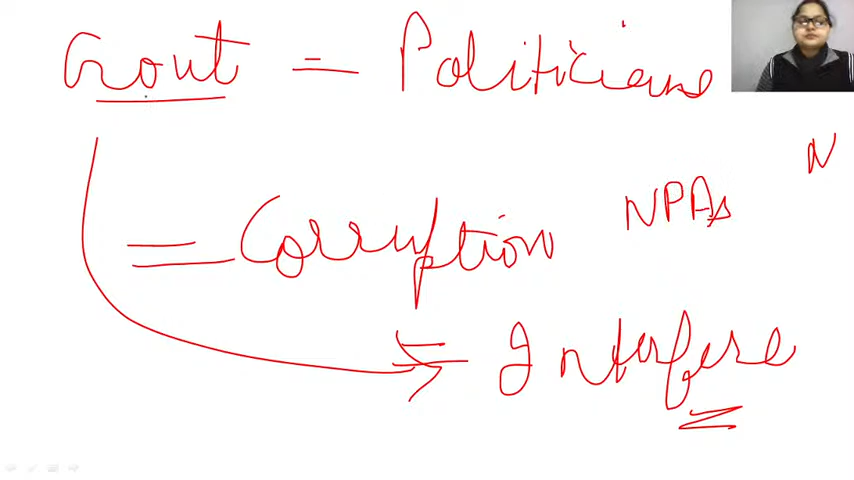 Govt = Politicians
N
= Corruption NPAs
= Interfere